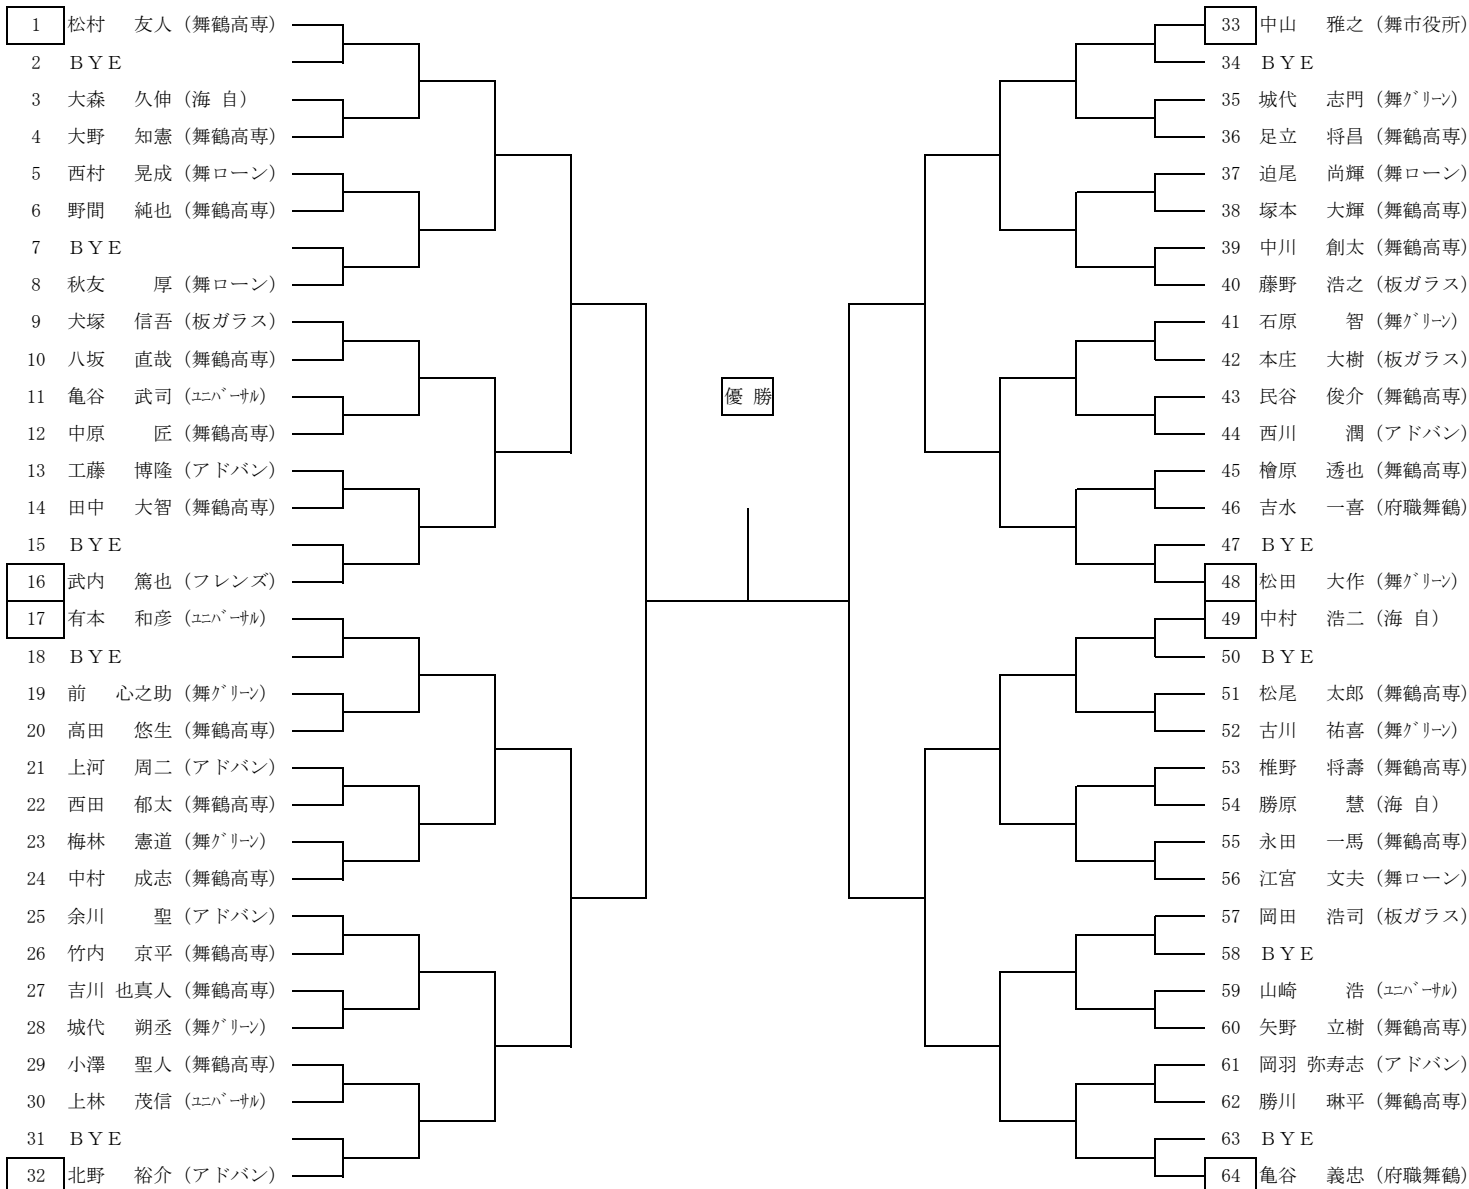 1 松村 友人 (舞鶴高専)
2 ＢＹＥ
3 大森 久伸 (海 自)
4 大野 知憲 (舞鶴高専)
5 西村 晃成 (舞ローン)
6 野間 純也 (舞鶴高専)
7 ＢＹＥ
8 秋友 厚 (舞ローン)
9 犬塚 信吾 (板ガラス)
10 八坂 直哉 (舞鶴高専)
11 亀谷 武司 (ﾕﾆﾊﾞｰｻﾙ)
12 中原 匠 (舞鶴高専)
13 工藤 博隆 (アドバン)
14 田中 大智 (舞鶴高専)
15 ＢＹＥ
16 武内 篤也 (フレンズ)
17 有本 和彦 (ﾕﾆﾊﾞｰｻﾙ)
18 ＢＹＥ
19 前 心之助 (舞ｸﾞﾘｰﾝ)
20 高田 悠生 (舞鶴高専)
21 上河 周二 (アドバン)
22 西田 郁太 (舞鶴高専)
23 梅林 憲道 (舞ｸﾞﾘｰﾝ)
24 中村 成志 (舞鶴高専)
25 余川 聖 (アドバン)
26 竹内 京平 (舞鶴高専)
27 吉川 也真人 (舞鶴高専)
28 城代 朔丞 (舞ｸﾞﾘｰﾝ)
29 小澤 聖人 (舞鶴高専)
30 上林 茂信 (ﾕﾆﾊﾞｰｻﾙ)
31 ＢＹＥ
32 北野 裕介 (アドバン)
優 勝
33 中山 雅之 (舞市役所)
34 ＢＹＥ
35 城代 志門 (舞ｸﾞﾘｰﾝ)
36 足立 将昌 (舞鶴高専)
37 迫尾 尚輝 (舞ローン)
38 塚本 大輝 (舞鶴高専)
39 中川 創太 (舞鶴高専)
40 藤野 浩之 (板ガラス)
41 石原 智 (舞ｸﾞﾘｰﾝ)
42 本庄 大樹 (板ガラス)
43 民谷 俊介 (舞鶴高専)
44 西川 潤 (アドバン)
45 檜原 透也 (舞鶴高専)
46 吉水 一喜 (府職舞鶴)
47 ＢＹＥ
48 松田 大作 (舞ｸﾞﾘｰﾝ)
49 中村 浩二 (海 自)
50 ＢＹＥ
51 松尾 太郎 (舞鶴高専)
52 古川 祐喜 (舞ｸﾞﾘｰﾝ)
53 椎野 将壽 (舞鶴高専)
54 勝原 慧 (海 自)
55 永田 一馬 (舞鶴高専)
56 江宮 文夫 (舞ローン)
57 岡田 浩司 (板ガラス)
58 ＢＹＥ
59 山崎 浩 (ﾕﾆﾊﾞｰｻﾙ)
60 矢野 立樹 (舞鶴高専)
61 岡羽 弥寿志 (アドバン)
62 勝川 琳平 (舞鶴高専)
63 ＢＹＥ
64 亀谷 義忠 (府職舞鶴)